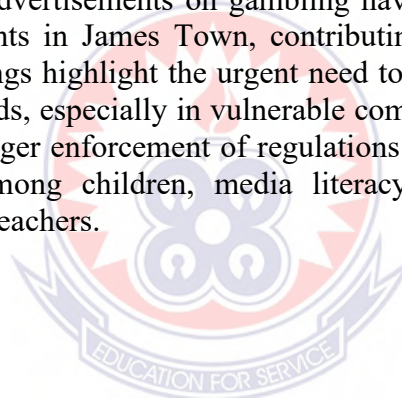 dvertisements on gambling hav
nts in James Town, contributin
ngs highlight the urgent need to
ds, especially in vulnerable com
ger enforcement of regulations
mong children, media literacy
eachers.
EDUCATION FOR SERVICE